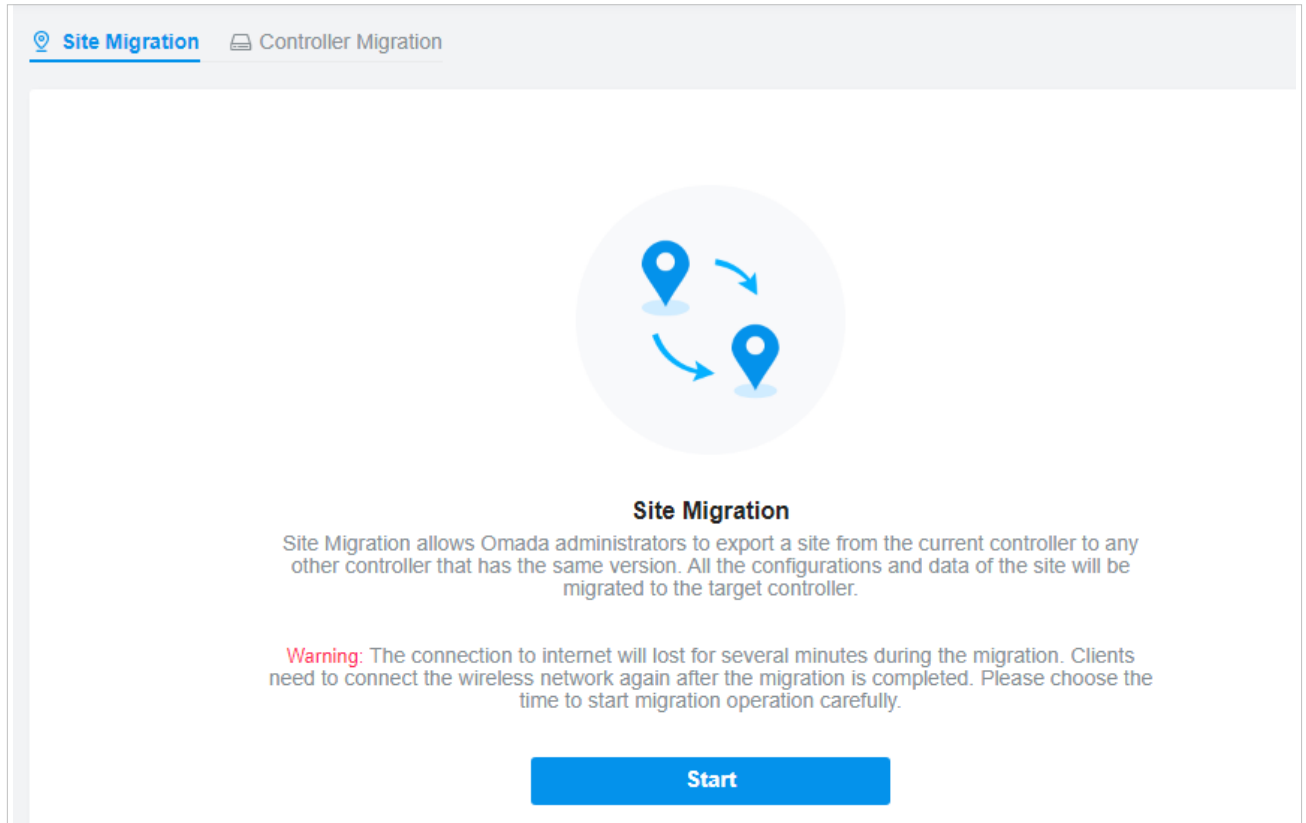 Site Migration Controller Migration
Site Migration
Site Migration allows Omada administrators to export a site from the current controller to any
other controller that has the same version. All the configurations and data of the site will be
migrated to the target controller.
Warning: The connection to internet will lost for several minutes during the migration. Clients
need to connect the wireless network again after the migration is completed. Please choose the
time to start migration operation carefully.
Start